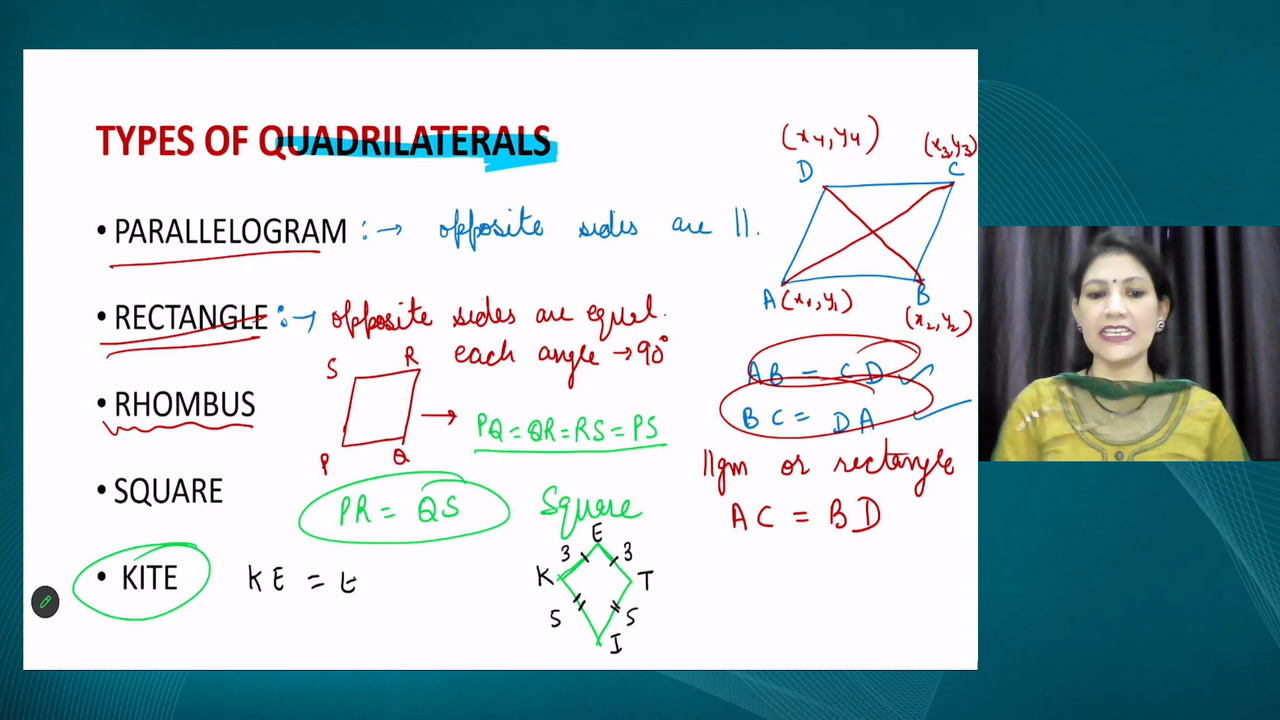 TYPES OF QUADRILATERALS
• PARALLELOGRAM :→ opposite sides are ||.
• RECTANGLE :→ opposite sides are equal.
each angle → 90°
• RHOMBUS
S R
P Q
→ PQ = QR = RS = PS
• SQUARE
PR = QS Square
• KITE KE = E
E
3 3
K T
5 5
I
(x4, y4) (x3, y3)
D C
A (x1, y1) B
(x2, y2)
AB = CD ✓
BC = DA ✓
||gm or rectangle
AC = BD